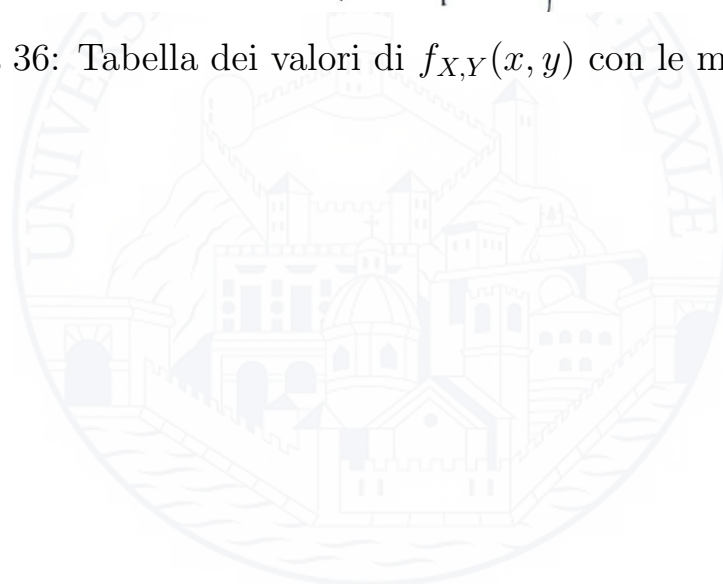 36: Tabella dei valori di $f_{X,Y}(x, y)$ con le m